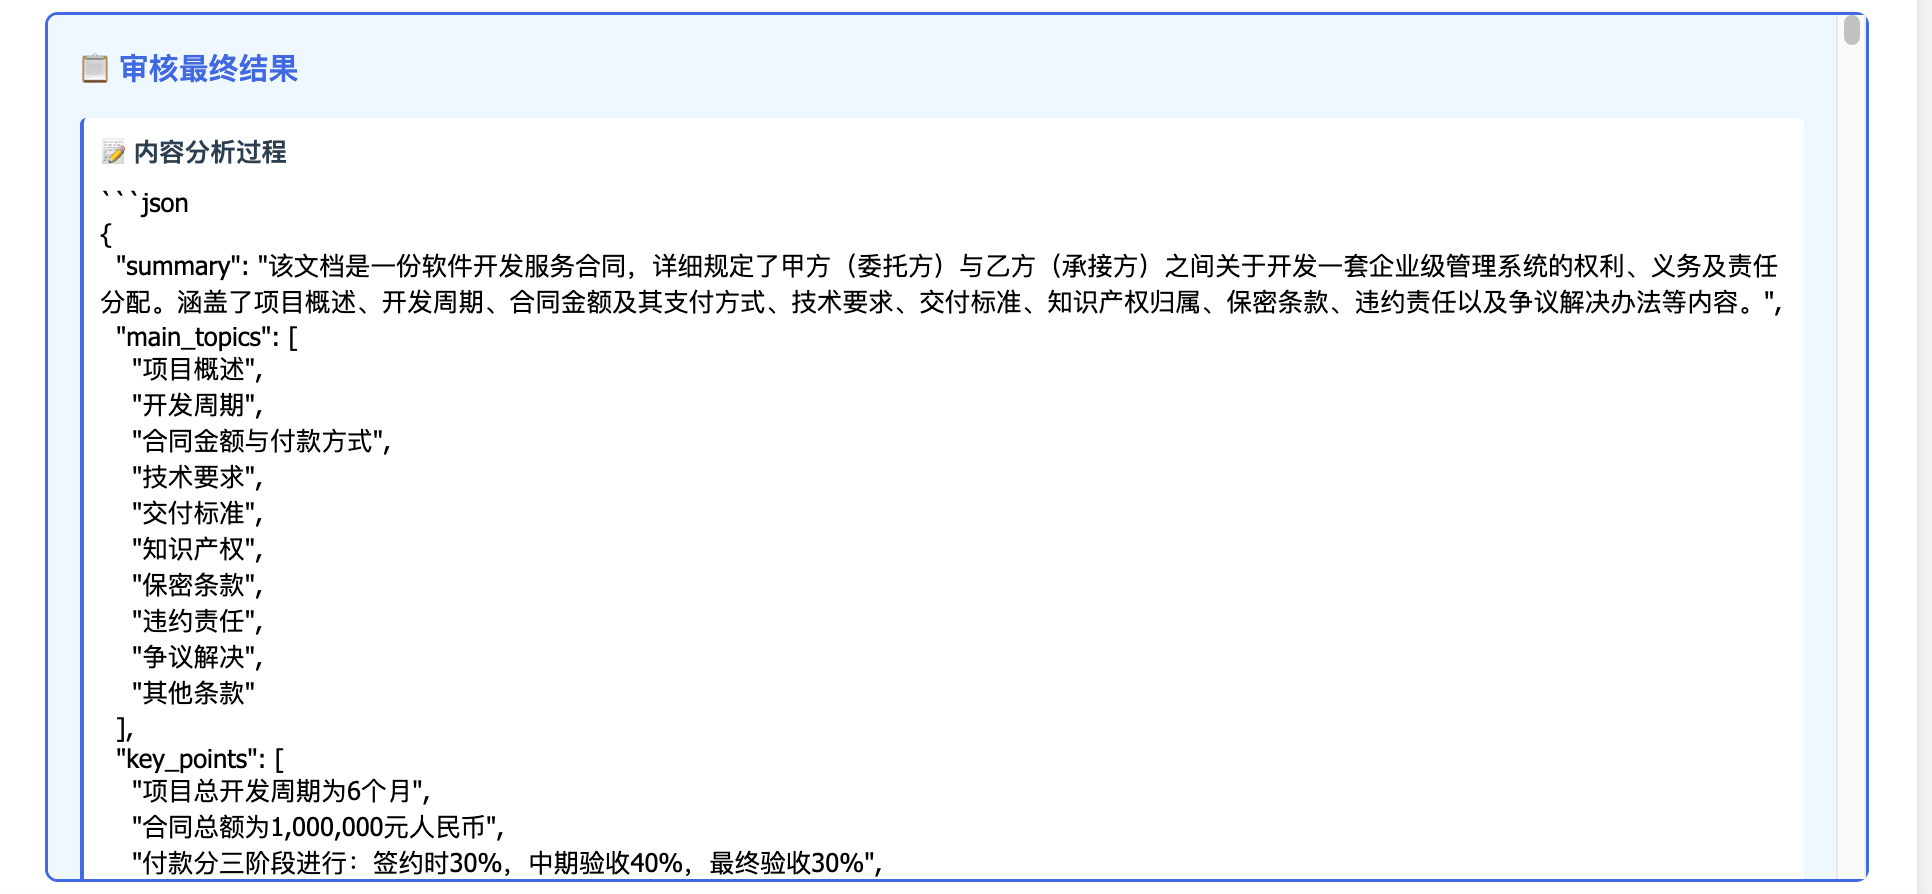 审核最终结果
内容分析过程
```json
{
"summary": "该文档是一份软件开发服务合同，详细规定了甲方（委托方）与乙方（承接方）之间关于开发一套企业级管理系统的权利、义务及责任
分配。涵盖了项目概述、开发周期、合同金额及其支付方式、技术要求、交付标准、知识产权归属、保密条款、违约责任以及争议解决办法等内容。",
"main_topics": [
"项目概述",
"开发周期",
"合同金额与付款方式",
"技术要求",
"交付标准",
"知识产权",
"保密条款",
"违约责任",
"争议解决",
"其他条款"
],
"key_points": [
"项目总开发周期为6个月",
"合同总额为1,000,000元人民币",
"付款分三阶段进行：签约时30%，中期验收40%，最终验收30%",